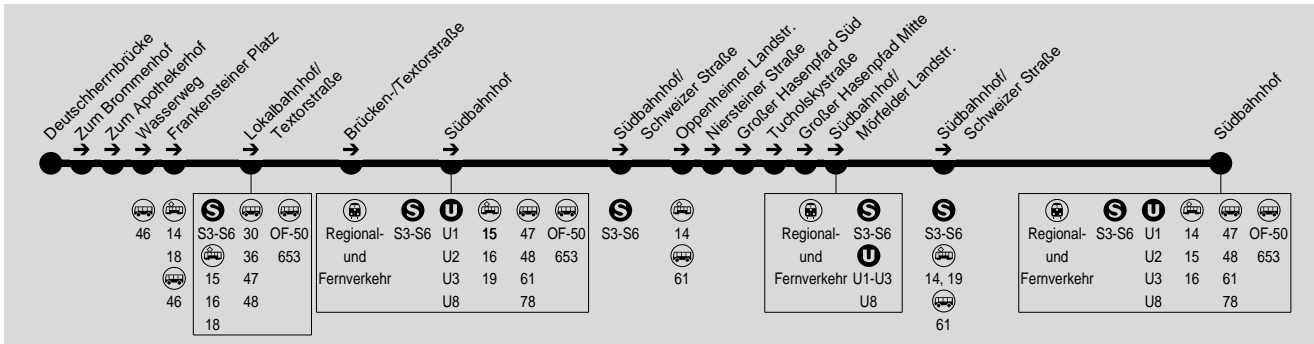 Deutschherrnbrücke
Zum Brommenhof
Zum Apothekerhof
Wasserweg
Frankensteiner Platz
Lokalbahnhof/
Textorstraße
Brücken-/Textorstraße
Südbahnhof
Südbahnhof/
Schweizer Straße
Oppenheimer Landstr.
Niersteiner Straße
Großer Hasenpfad Süd
Tucholskystraße
Großer Hasenpfad Mitte
Südbahnhof/
Mörfelder Landstr.
Südbahnhof/
Schweizer Straße
Südbahnhof
46
14
18
46
S
S3-S6
15
16
18
30
36
47
48
OF-50
653
Regional-
und
Fernverkehr
S
S3-S6
U
U1
U2
U3
U8
15
16
19
47
48
61
78
OF-50
653
S
S3-S6
14
61
Regional-
und
Fernverkehr
S
S3-S6
U
U1-U3
U8
S
S3-S6
14, 19
61
Regional-
und
Fernverkehr
S
S3-S6
U
U1
U2
U3
U8
14
15
16
47
48
61
78
OF-50
653